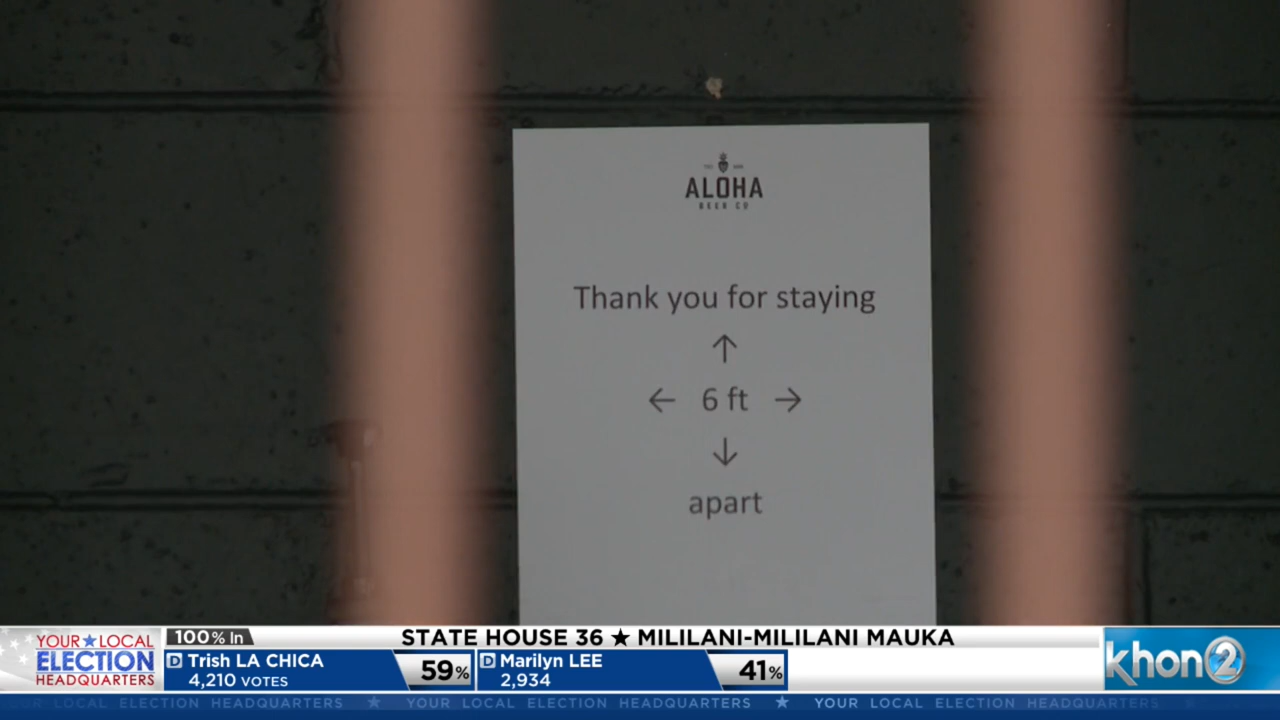 ALOHA
BEER CO
Thank you for staying
↑
← 6 ft →
↓
apart
YOUR★LOCAL
ELECTION
HEADQUARTERS
100% In
STATE HOUSE 36 ★ MILILANI-MILILANI MAUKA
D Trish LA CHICA
4,210 VOTES
59%
D Marilyn LEE
2,934
41%
khon2
LOCAL ELECTION HEADQUARTERS ★ YOUR LOCAL ELECTION HEADQUARTERS ★ YOUR LOCAL ELECTION HEADQUARTERS